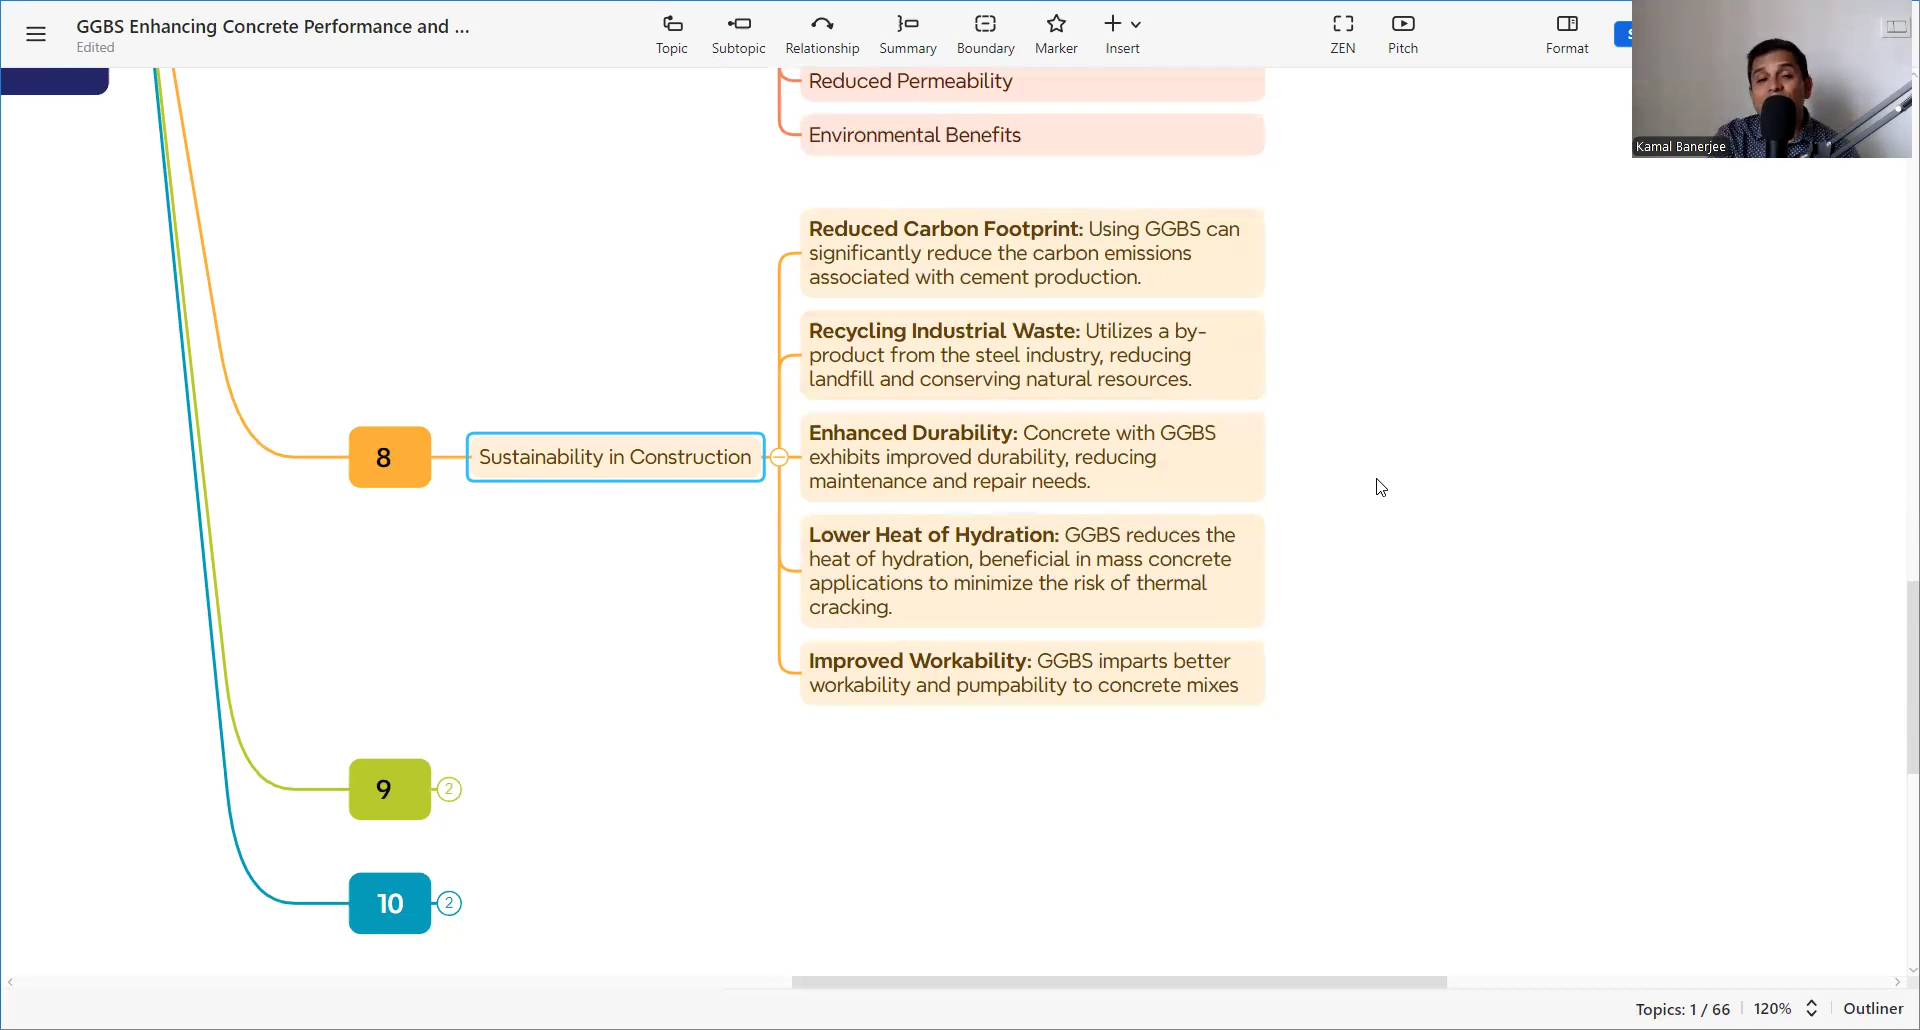 GGBS Enhancing Concrete Performance and ...
Edited
Topic
Subtopic
Relationship
Summary
Boundary
Marker
Insert
ZEN
Pitch
Format
Kamal Banerjee
Reduced Permeability
Environmental Benefits
Reduced Carbon Footprint: Using GGBS can
significantly reduce the carbon emissions
associated with cement production.
Recycling Industrial Waste: Utilizes a by-
product from the steel industry, reducing
landfill and conserving natural resources.
8
Sustainability in Construction
Enhanced Durability: Concrete with GGBS
exhibits improved durability, reducing
maintenance and repair needs.
Lower Heat of Hydration: GGBS reduces the
heat of hydration, beneficial in mass concrete
applications to minimize the risk of thermal
cracking.
Improved Workability: GGBS imparts better
workability and pumpability to concrete mixes
9
2
10
2
Topics: 1 / 66
120%
Outliner